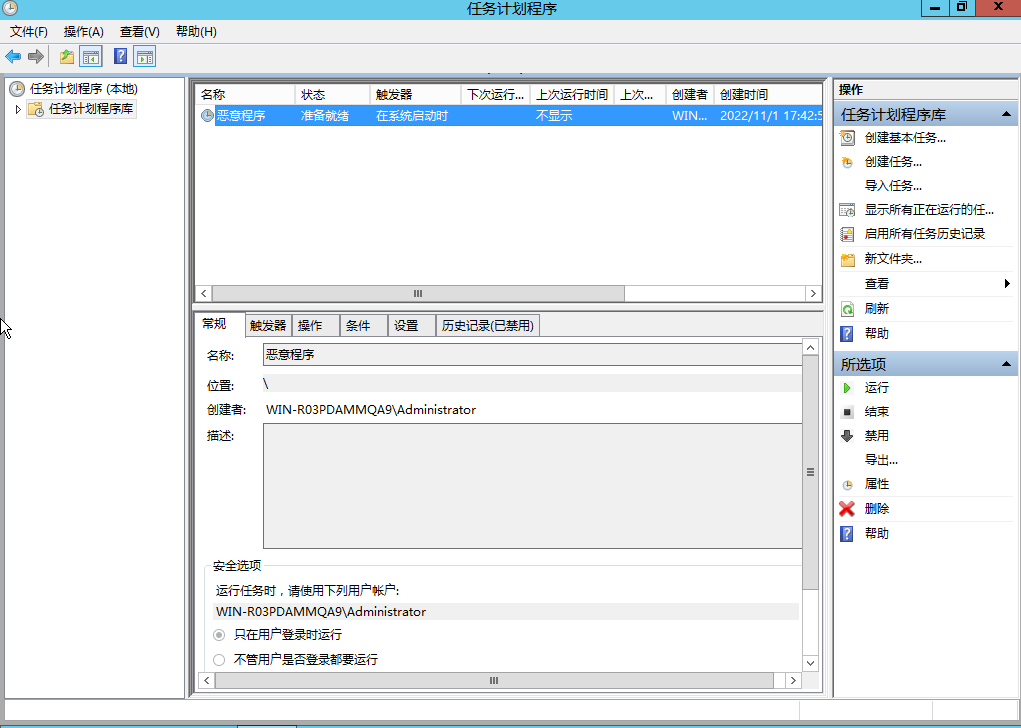 任务计划程序
文件(F) 操作(A) 查看(V) 帮助(H)
任务计划程序 (本地)
任务计划程序库
名称 状态 触发器 下次运行... 上次运行时间 上次... 创建者 创建时间
恶意程序 准备就绪 在系统启动时 不显示 WIN... 2022/11/1 17:42:5
常规 触发器 操作 条件 设置 历史记录(已禁用)
名称: 恶意程序
位置: \
创建者: WIN-R03PDAMMQA9\Administrator
描述:
安全选项
运行任务时，请使用下列用户帐户:
WIN-R03PDAMMQA9\Administrator
只在用户登录时运行
不管用户是否登录都要运行
操作
任务计划程序库
创建基本任务...
创建任务...
导入任务...
显示所有正在运行的任...
启用所有任务历史记录
新文件夹...
查看
刷新
帮助
所选项
运行
结束
禁用
导出...
属性
删除
帮助